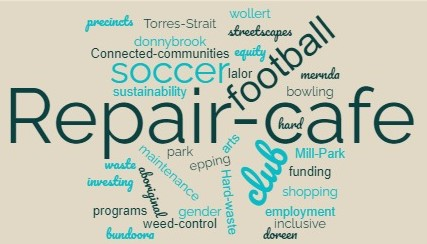 wollert
precincts
Torres-Strait
streetscapes
donnybrook
Connected-communities
equity
football
soccer
lalor
mernda
sustainability
bowling
Repair-cafe
hard
arts
park
club
Mill-Park
waste
maintenance
epping
funding
investing
aboriginal
Hard-waste
shopping
programs
gender
employment
weed-control
inclusive
bundoora
doreen